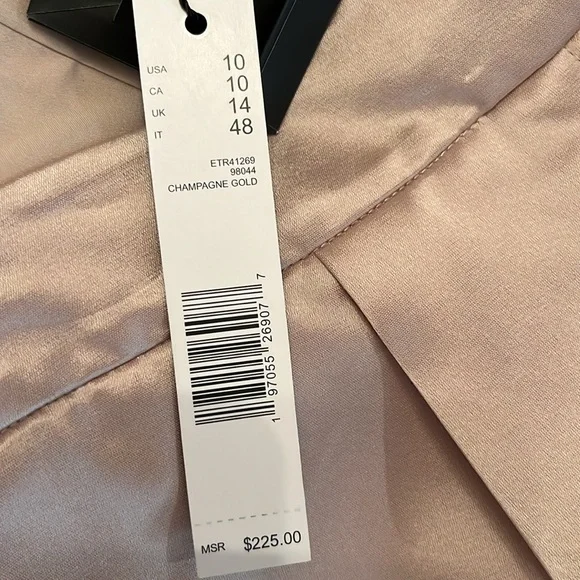 USA 10
CA 10
UK 14
IT 48
ETR41269
98044
CHAMPAGNE GOLD
1 97055 26907 7
MSR $225.00